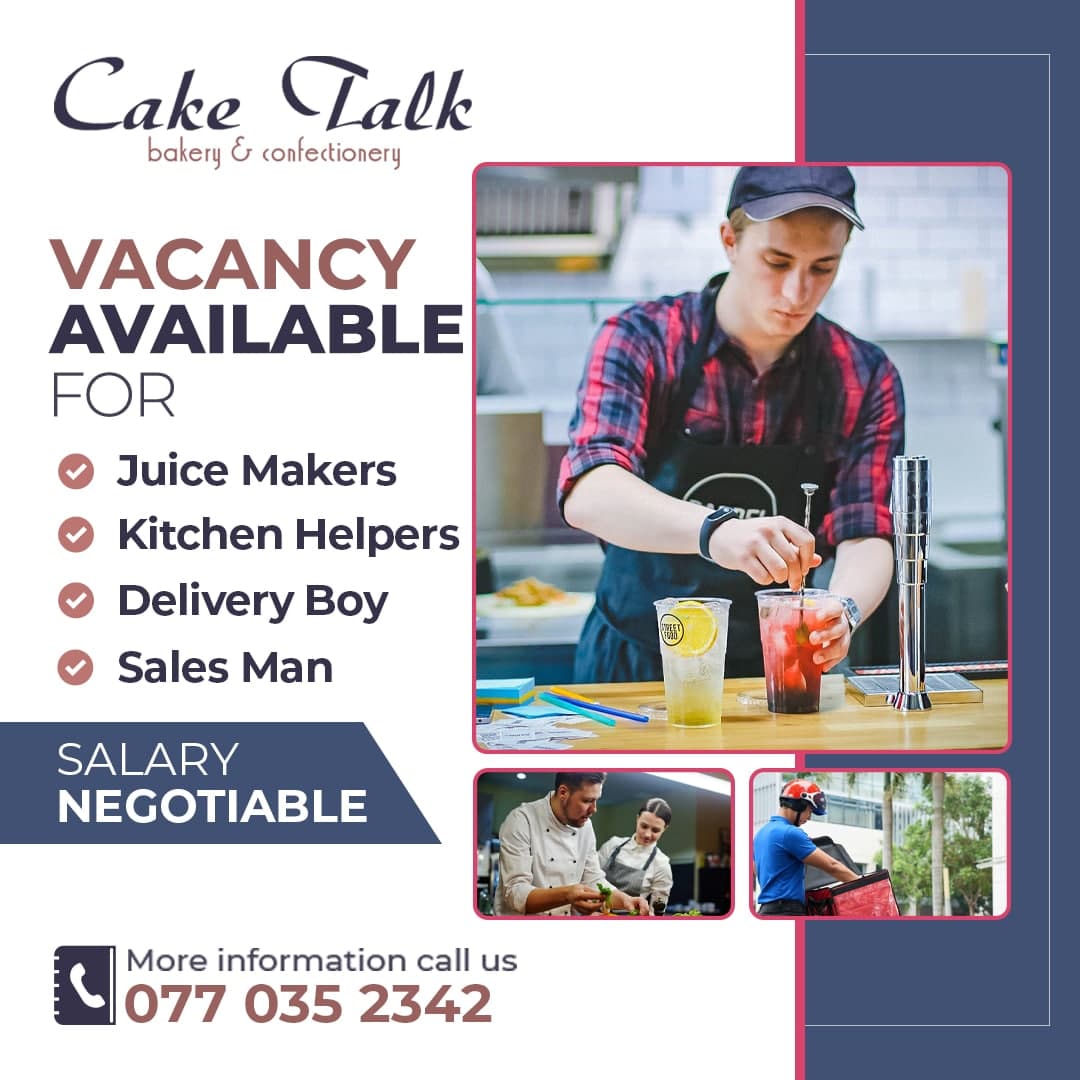 Cake Talk
bakery & confectionery
VACANCY
AVAILABLE
FOR
Juice Makers
Kitchen Helpers
Delivery Boy
Sales Man
SALARY
NEGOTIABLE
STREET
FOOD
More information call us
077 035 2342